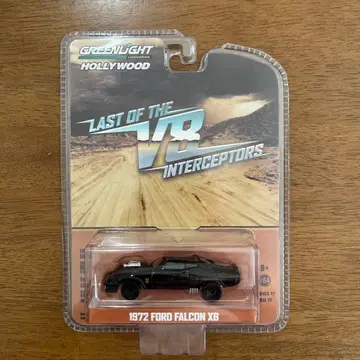 GREENLIGHT
HOLLYWOOD
LAST OF THE
V8
INTERCEPTORS
1972 FORD FALCON XB